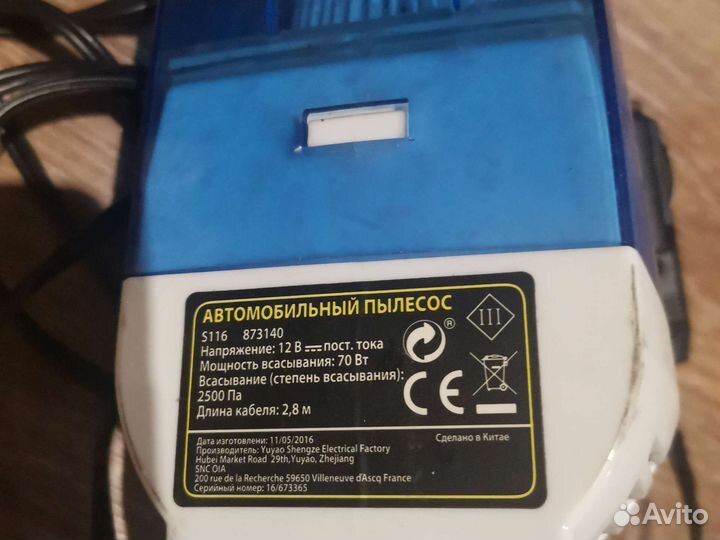 АВТОМОБИЛЬНЫЙ ПЫЛЕСОС
S116 873140
Напряжение: 12 В пост. тока
Мощность всасывания: 70 Вт
Всасывание (степень всасывания):
2500 Па
Длина кабеля: 2,8 м
®
III
CE
Дата изготовлени: 11/05/2016
Сделано в Китае
Производитель: Yuyao Shengze Electrical Factory
Hubei Market Road 29th,Yuyao, Zhejiang
SNC OIA
200 rue de la Recherche 59650 Villeneuve d'Ascq France
Серийный номер: 16/673365
Avito